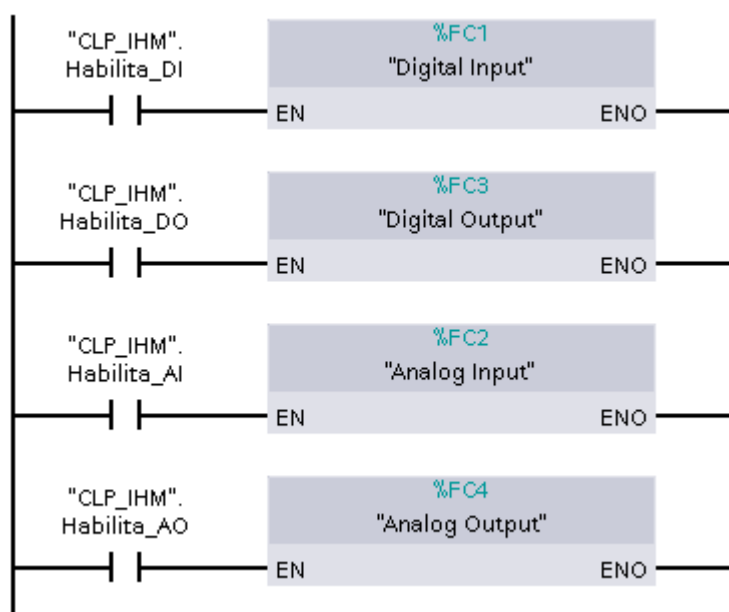 "CLP_IHM".
Habilita_DI
%FC1
"Digital Input"
EN
ENO
"CLP_IHM".
Habilita_DO
%FC3
"Digital Output"
EN
ENO
"CLP_IHM".
Habilita_AI
%FC2
"Analog Input"
EN
ENO
"CLP_IHM".
Habilita_AO
%FC4
"Analog Output"
EN
ENO